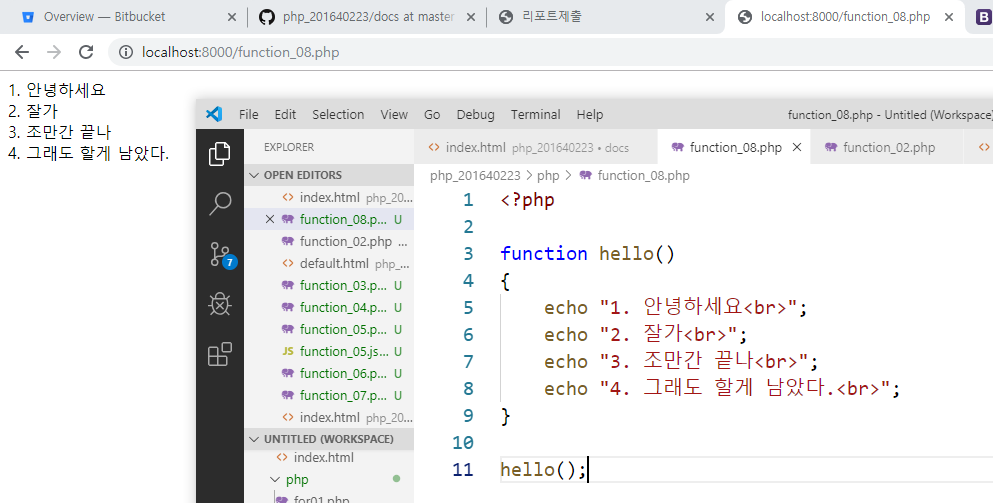 Overview — Bitbucket
php_201640223/docs at master
리포트제출
localhost:8000/function_08.php
B
localhost:8000/function_08.php
1. 안녕하세요
2. 잘가
3. 조만간 끝나
4. 그래도 할게 남았다.
File Edit Selection View Go Debug Terminal Help
function_08.php - Untitled (Workspace)
EXPLORER
OPEN EDITORS
index.html php_20...
function_08.p... U
function_02.php ...
default.html php_...
function_03.p... U
function_04.p... U
function_05.p... U
JS function_05.js... U
function_06.p... U
function_07.p... U
index.html php_20...
UNTITLED (WORKSPACE)
index.html
php
for01.php
7
index.html php_201640223 • docs
function_08.php
function_02.php
php_201640223 > php > function_08.php
1 <?php
2
3 function hello()
4 {
5 echo "1. 안녕하세요<br>";
6 echo "2. 잘가<br>";
7 echo "3. 조만간 끝나<br>";
8 echo "4. 그래도 할게 남았다.<br>";
9 }
10
11 hello();